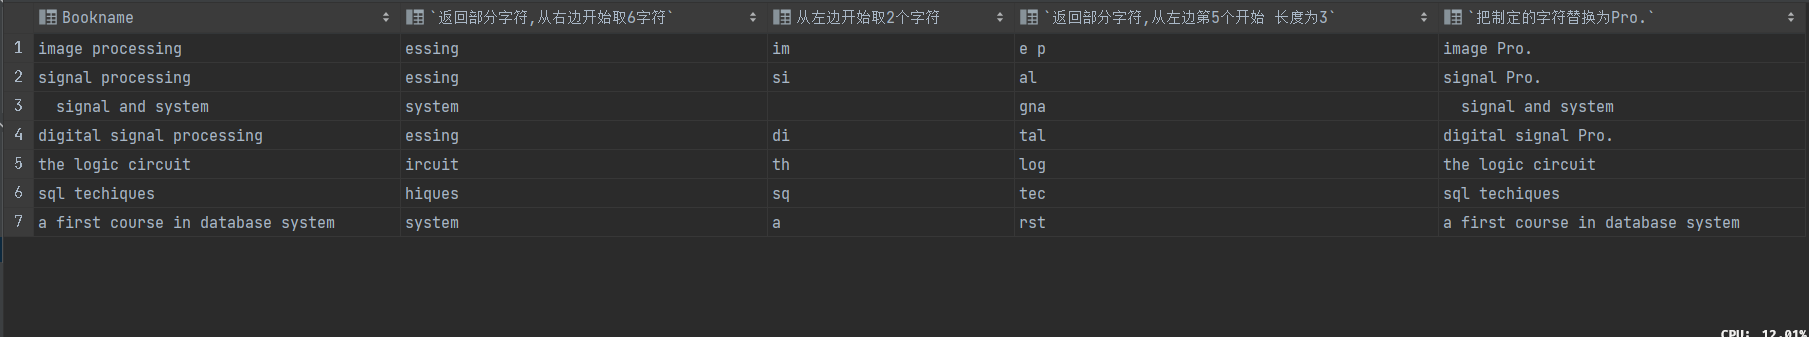 Bookname `返回部分字符,从右边开始取6字符` 从左边开始取2个字符 `返回部分字符,从左边第5个开始 长度为3` `把制定的字符替换为Pro.`
1 image processing essing im e p image Pro.
2 signal processing essing si al signal Pro.
3 signal and system system gna signal and system
4 digital signal processing essing di tal digital signal Pro.
5 the logic circuit ircuit th log the logic circuit
6 sql techiques hiques sq tec sql techiques
7 a first course in database system system a rst a first course in database system
CPU: 12.01%